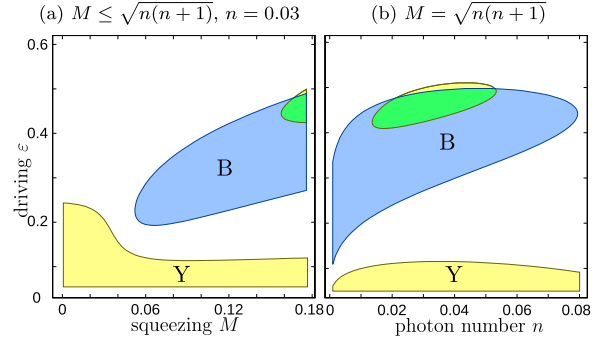 (a) M ≤ √n(n + 1), n = 0.03
(b) M = √n(n + 1)
driving ε
0.6
0.4
0.2
0
B
Y
B
Y
0 0.06 0.12 0.18
0.02 0.04 0.06 0.08
squeezing M
photon number n